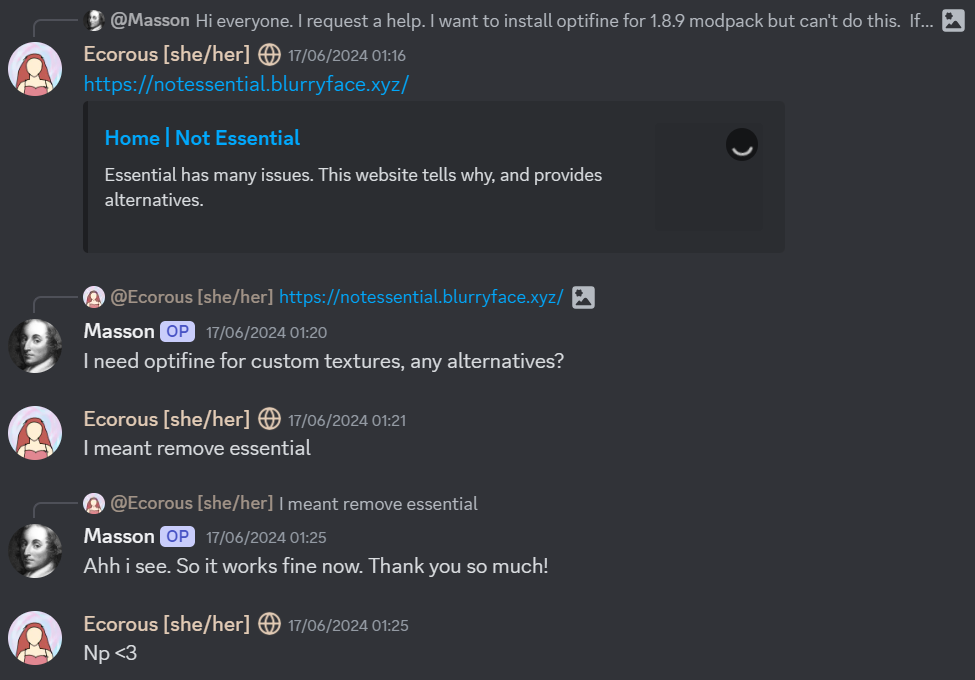 @Masson Hi everyone. I request a help. I want to install optifine for 1.8.9 modpack but can't do this. If...
Ecorous [she/her] 17/06/2024 01:16
https://notessential.blurryface.xyz/
Home | Not Essential
Essential has many issues. This website tells why, and provides
alternatives.
@Ecorous [she/her] https://notessential.blurryface.xyz/
Masson OP 17/06/2024 01:20
I need optifine for custom textures, any alternatives?
Ecorous [she/her] 17/06/2024 01:21
I meant remove essential
@Ecorous [she/her] I meant remove essential
Masson OP 17/06/2024 01:25
Ahh i see. So it works fine now. Thank you so much!
Ecorous [she/her] 17/06/2024 01:25
Np <3